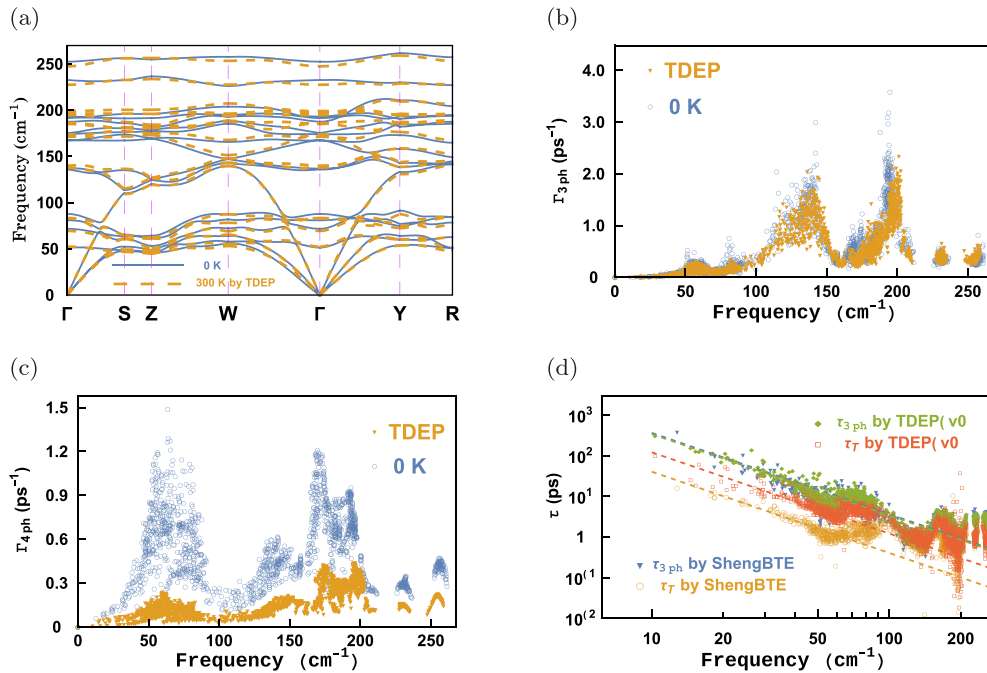 (a)
Frequency (cm⁻¹)
250
200
150
100
50
0
0 K
300 K by TDEP
Γ S Z W Γ Y R
(b)
Γ3 ph (ps⁻¹)
4.0
3.0
2.0
1.0
0
TDEP
0 K
0 50 100 150 200 250
Frequency (cm⁻¹)
(c)
Γ4 ph (ps⁻¹)
1.5
1.2
0.9
0.6
0.3
0
TDEP
0 K
0 50 100 150 200 250
Frequency (cm⁻¹)
(d)
τ (ps)
10³
10²
10¹
1
10⁽¹
10⁽²
τ3 ph by TDEP( v0
τT by TDEP( v0
τ3 ph by ShengBTE
τT by ShengBTE
10 50 100 200
Frequency (cm⁻¹)